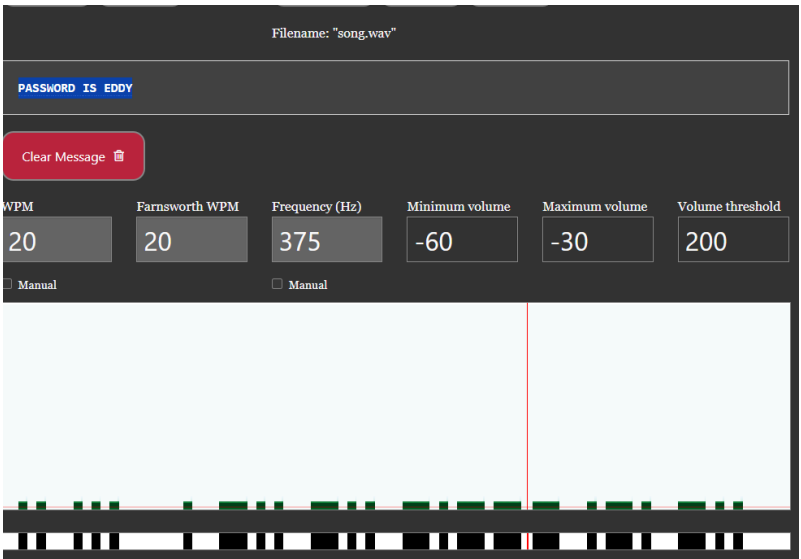 Filename: "song.wav"
PASSWORD IS EDDY
Clear Message
WPM Farnsworth WPM Frequency (Hz) Minimum volume Maximum volume Volume threshold
20 20 375 -60 -30 200
Manual Manual